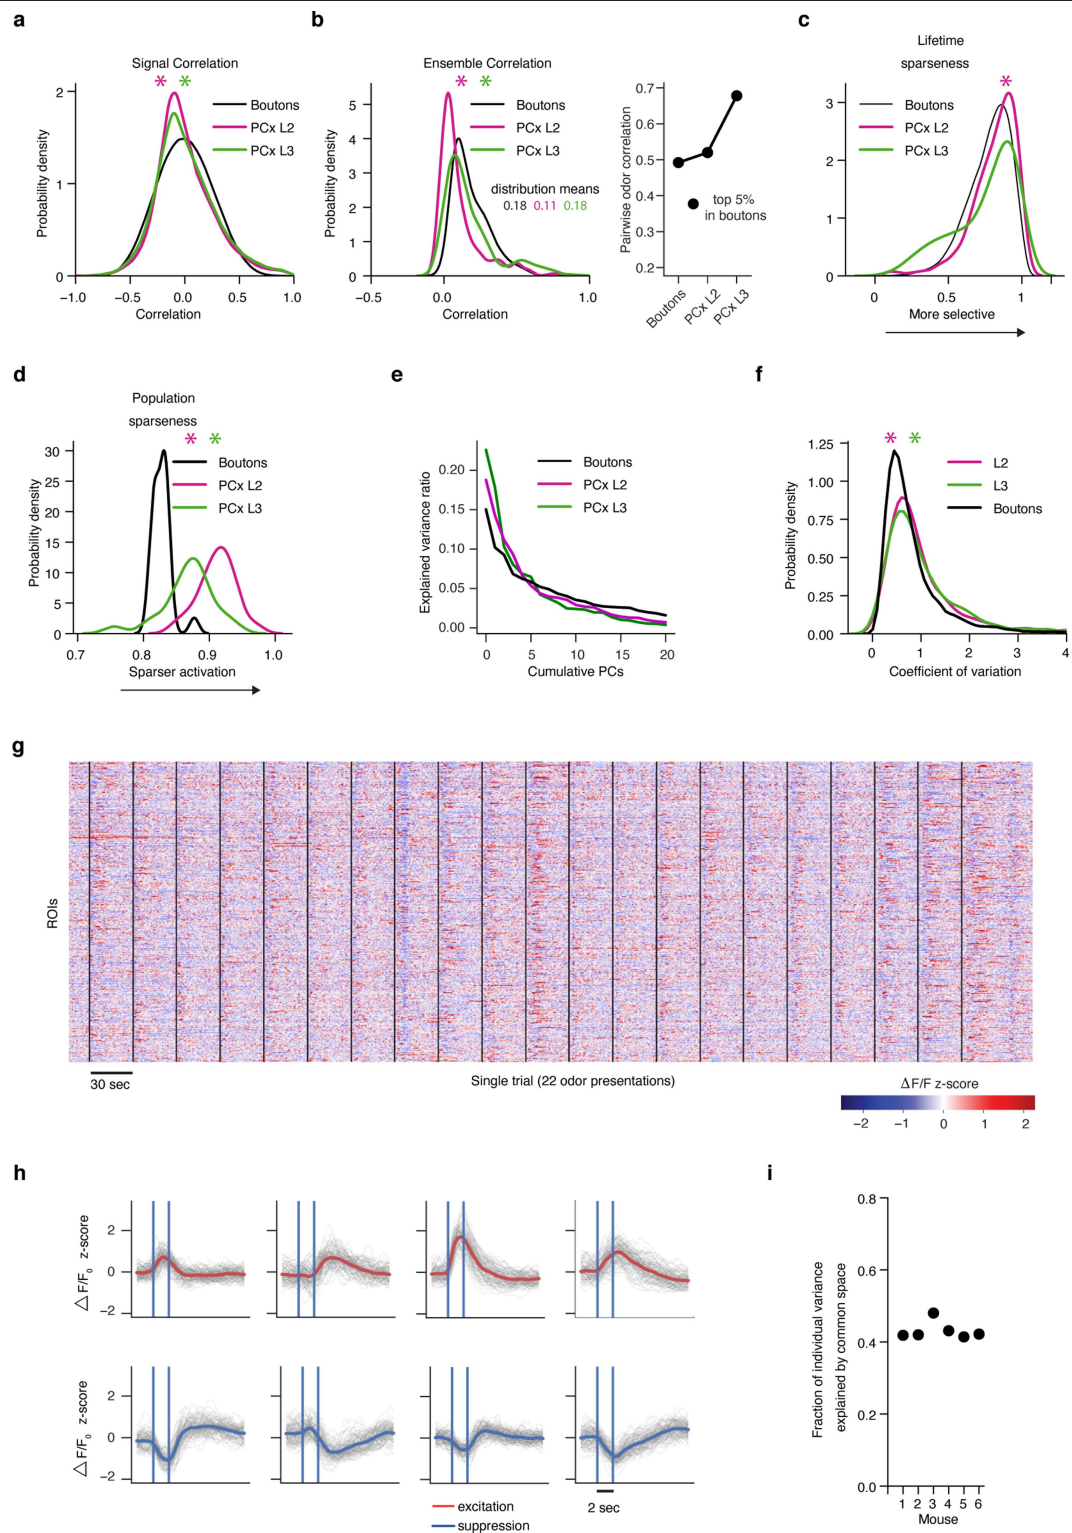 a
Signal Correlation
* *
Probability density
2
1
0
Boutons
PCx L2
PCx L3
−1.0 −0.5 0.0 0.5 1.0
Correlation
b
Ensemble Correlation
* *
Probability density
5
4
3
2
1
0
Boutons
PCx L2
PCx L3
distribution means
0.18 0.11 0.18
−0.5 0.0 1.0
Correlation
Pairwise odor correlation
0.7
0.6
0.5
0.4
0.3
0.2
top 5%
in boutons
Boutons
PCx L2
PCx L3
c
Lifetime
sparseness
*
Probability density
3
2
1
0
Boutons
PCx L2
PCx L3
0 1
More selective
d
Population
sparseness
* *
Probability density
30
25
20
15
10
5
0
Boutons
PCx L2
PCx L3
0.7 0.8 0.9 1.0
Sparser activation
e
Explained variance ratio
0.20
0.15
0.10
0.05
0.00
Boutons
PCx L2
PCx L3
0 5 10 15 20
Cumulative PCs
f
* *
Probability density
1.25
1.00
0.75
0.50
0.25
0.00
L2
L3
Boutons
0 1 2 3 4
Coefficient of variation
g
ROIs
30 sec
Single trial (22 odor presentations)
ΔF/F z-score
−2 −1 0 1 2
h
△ F/F0 z-score
2
0
−2
△ F/F0 z-score
2
0
−2
excitation
suppression
2 sec
i
Fraction of individual variance
explained by common space
0.8
0.6
0.4
0.2
0.0
1 2 3 4 5 6
Mouse